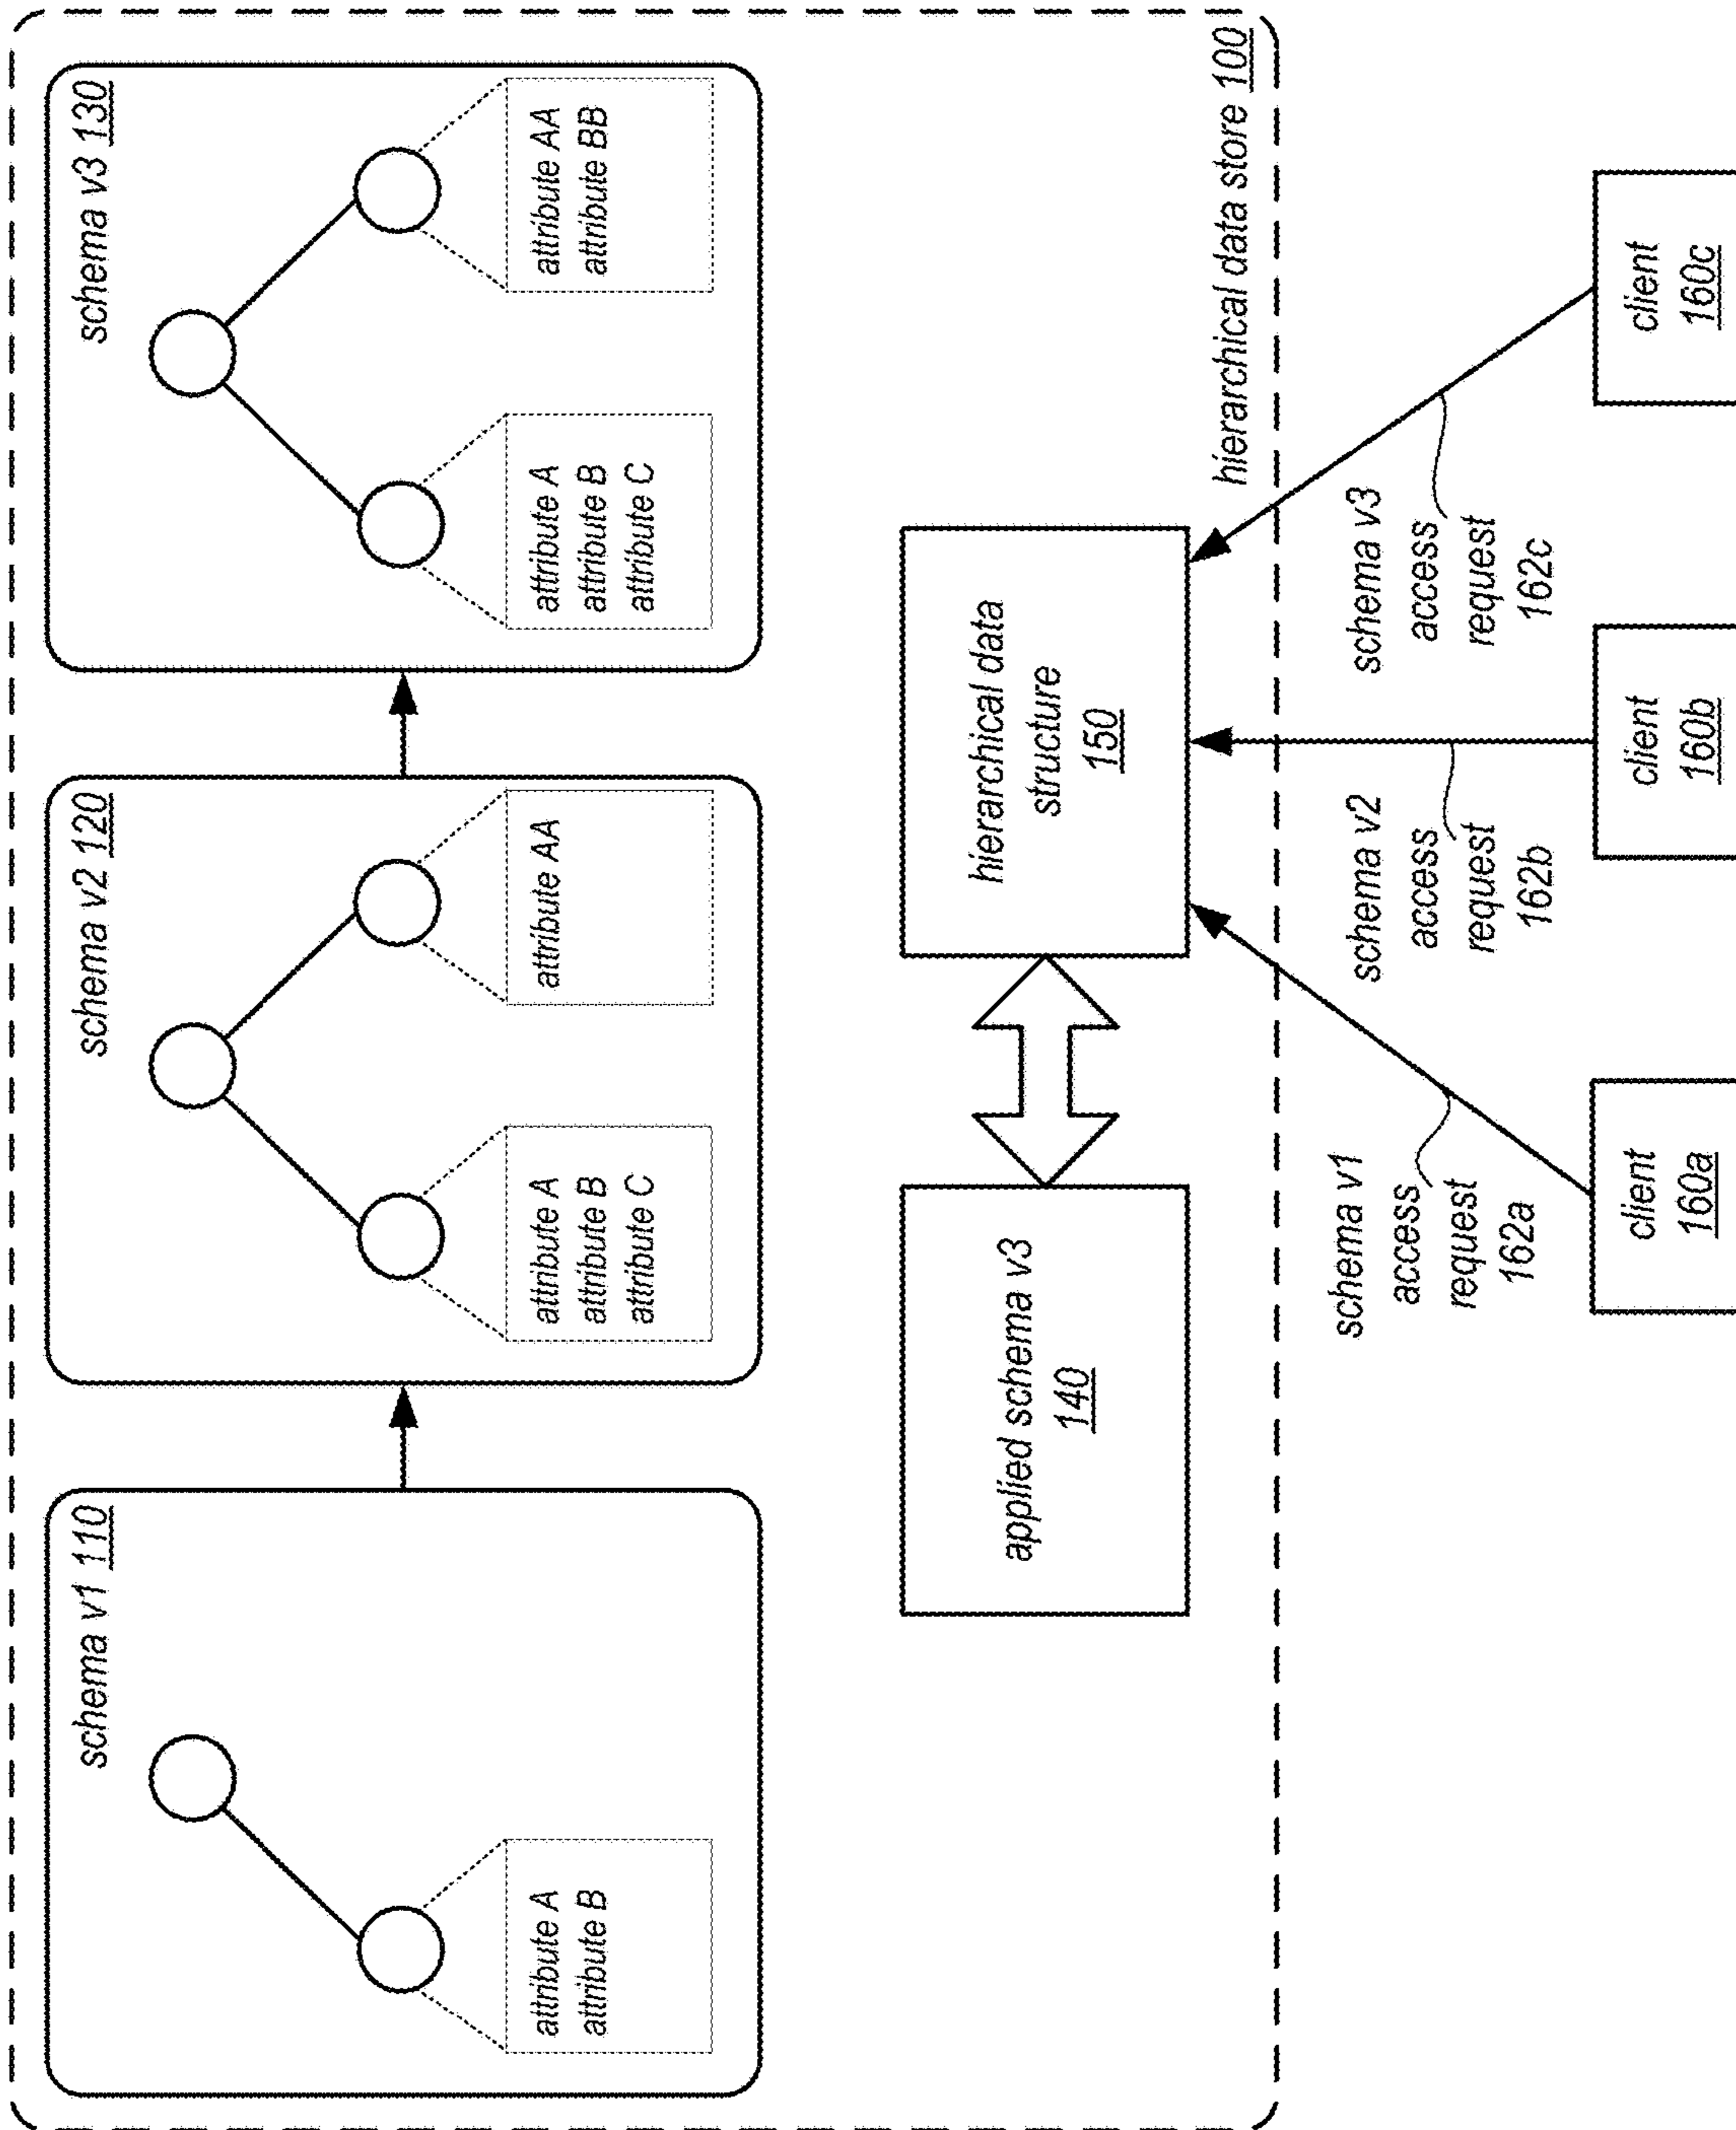 schema v1 110
attribute A
attribute B
schema v2 120
attribute A
attribute B
attribute C
attribute AA
schema v3 130
attribute A
attribute B
attribute C
attribute AA
attribute BB
applied schema v3
140
hierarchical data
structure
150
hierarchical data store 100
schema v1
access
request
162a
schema v2
access
request
162b
schema v3
access
request
162c
client
160a
client
160b
client
160c